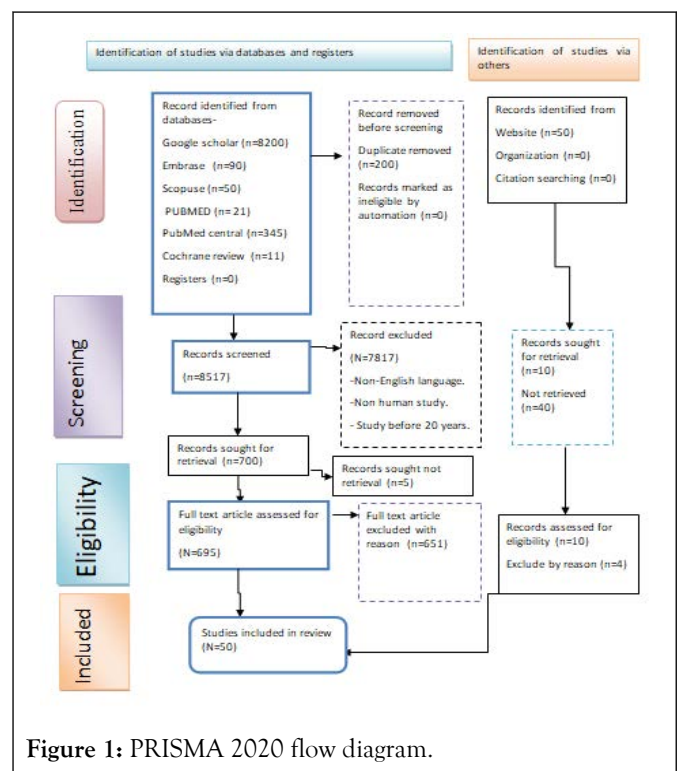 Identification of studies via databases and registers
Identification of studies via
others
Identification
Record identified from
databases-
Google scholar (n=8200)
Embrase (n=90)
Scopuse (n=50)
PUBMED (n= 21)
PubMed central (n=345)
Cochrane review (n=11)
Registers (n=0)
Record removed
before screening
Duplicate removed
(n=200)
Records marked as
ineligible by
automation (n=0)
Records identified from
Website (n=50)
Organization (n=0)
Citation searching (n=0)
Screening
Records screened
(n=8517)
Record excluded
(N=7817)
-Non-English language.
-Non human study.
- Study before 20 years.
Records sought
for retrieval
(n=10)
Not retrieved
(n=40)
Records sought for
retrieval (n=700)
Records sought not
retrieval (n=5)
Eligibility
Full text article assessed for
eligibility
(N=695)
Full text article
excluded with
reason (n=651)
Records assessed for
eligibility (n=10)
Exclude by reason (n=4)
Included
Studies included in review
(N=50)
Figure 1: PRISMA 2020 flow diagram.